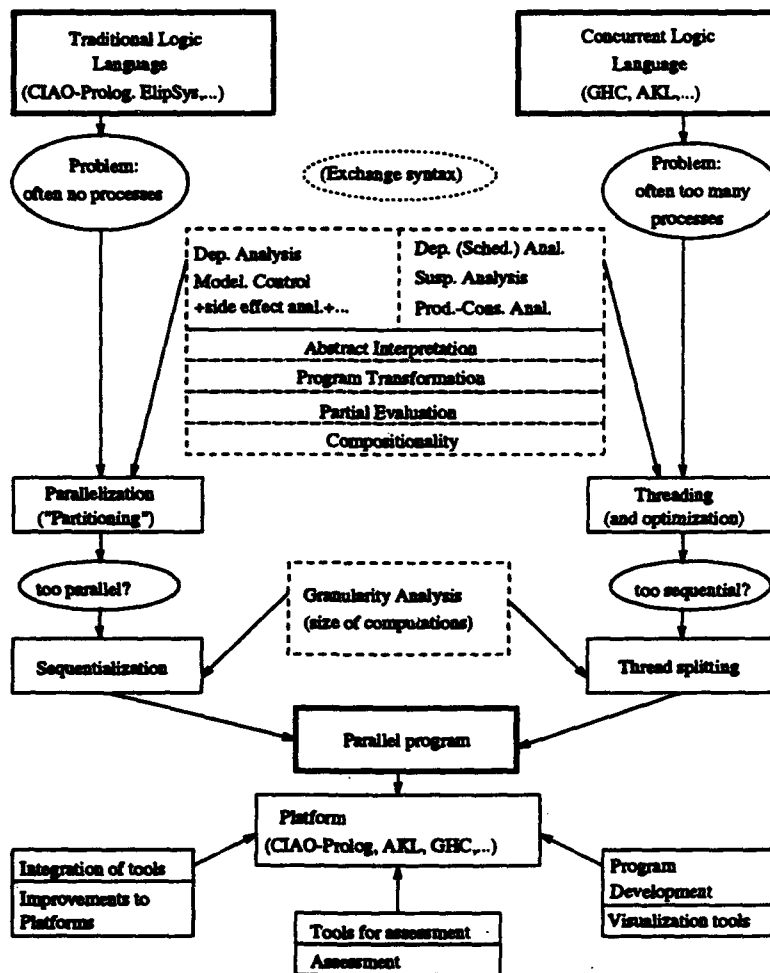 Traditional Logic
Language
(CIAO-Prolog. ElipSys,...)
Concurrent Logic
Language
(GHC, AKL,...)
Problem:
often no processes
(Exchange syntax)
Problem:
often too many
processes
Dep. Analysis
Model. Control
+side effect anal.+...
Dep. (Sched.) Anal.
Susp. Analysis
Prod.-Cons. Anal.
Abstract Interpretation
Program Transformation
Partial Evaluation
Compositionality
Parallelization
("Partitioning")
Threading
(and optimization)
too parallel?
Granularity Analysis
(size of computations)
too sequential?
Sequentialization
Thread splitting
Parallel program
Platform
(CIAO-Prolog, AKL, GHC,...)
Integration of tools
Improvements to
Platforms
Program
Development
Visualization tools
Tools for assessment
Assessment